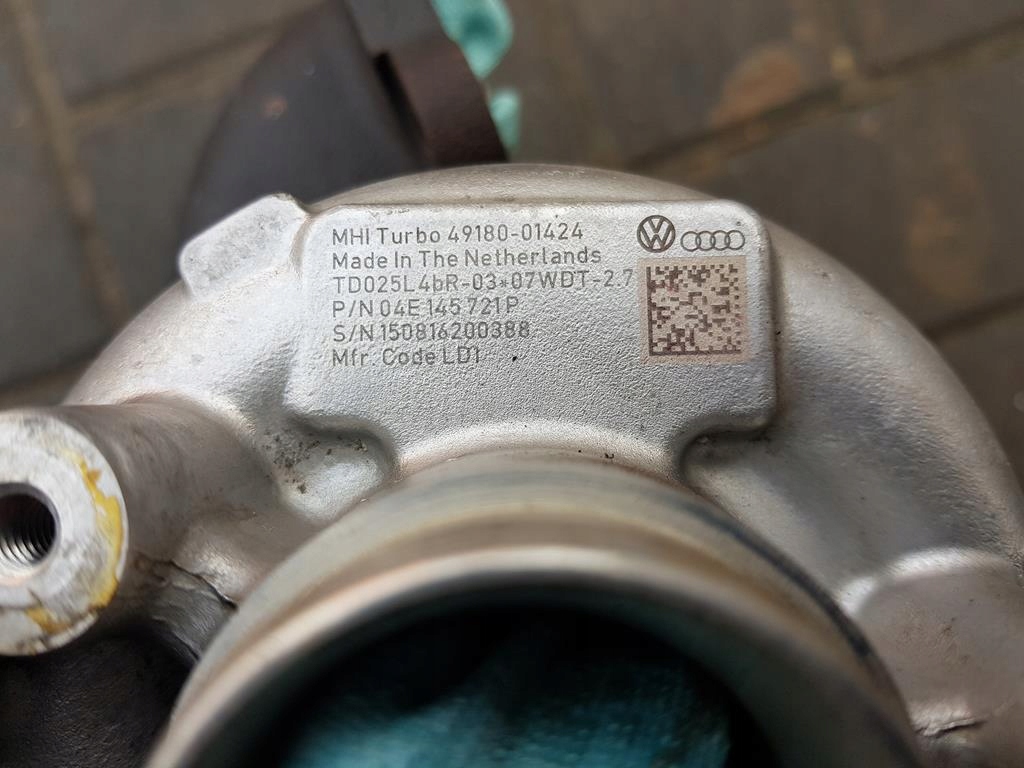 MHI Turbo 49180-01424
Made In The Netherlands
TD025L4bR-03*07WDT-2.7
P/N 04E 145 721 P
S/N 150816200388
Mfr. Code LD1